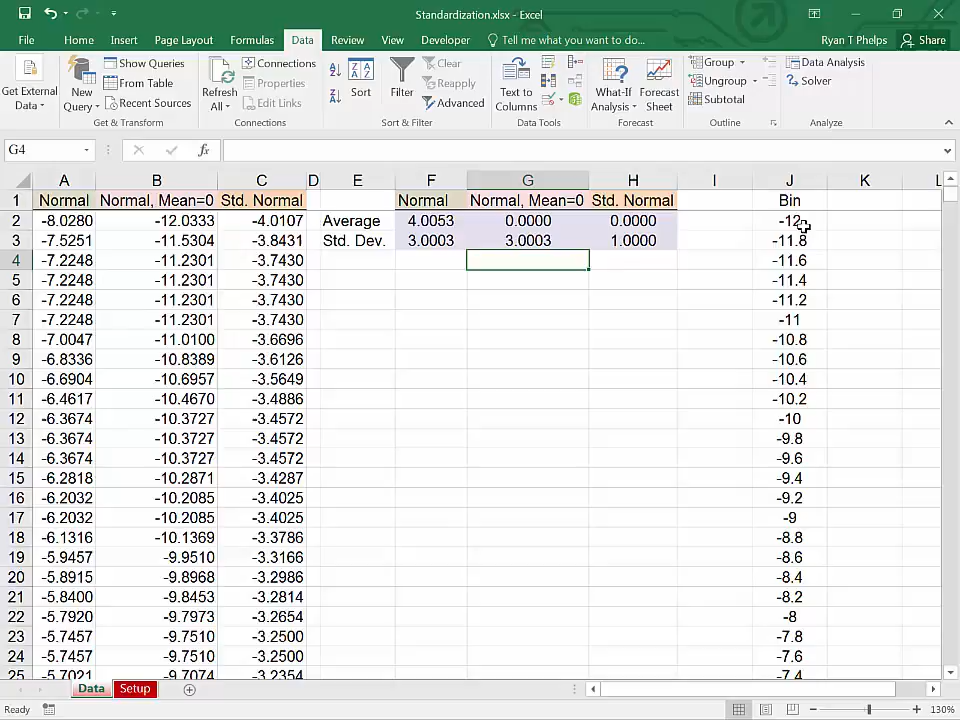 Standardization.xlsx - Excel
File Home Insert Page Layout Formulas Data Review View Developer Tell me what you want to do... Ryan T Phelps Share
Get External Data
New Query
Show Queries
From Table
Recent Sources
Get & Transform
Refresh All
Connections
Properties
Edit Links
Connections
Sort
Filter
Clear
Reapply
Advanced
Sort & Filter
Text to Columns
Data Tools
What-If Analysis
Forecast Sheet
Forecast
Group
Ungroup
Subtotal
Outline
Data Analysis
Solver
Analyze
G4 fx
A B C D E F G H I J K L
1 Normal Normal, Mean=0 Std. Normal Normal Normal, Mean=0 Std. Normal Bin
2 -8.0280 -12.0333 -4.0107 Average 4.0053 0.0000 0.0000 -12
3 -7.5251 -11.5304 -3.8431 Std. Dev. 3.0003 3.0003 1.0000 -11.8
4 -7.2248 -11.2301 -3.7430 -11.6
5 -7.2248 -11.2301 -3.7430 -11.4
6 -7.2248 -11.2301 -3.7430 -11.2
7 -7.2248 -11.2301 -3.7430 -11
8 -7.0047 -11.0100 -3.6696 -10.8
9 -6.8336 -10.8389 -3.6126 -10.6
10 -6.6904 -10.6957 -3.5649 -10.4
11 -6.4617 -10.4670 -3.4886 -10.2
12 -6.3674 -10.3727 -3.4572 -10
13 -6.3674 -10.3727 -3.4572 -9.8
14 -6.3674 -10.3727 -3.4572 -9.6
15 -6.2818 -10.2871 -3.4287 -9.4
16 -6.2032 -10.2085 -3.4025 -9.2
17 -6.2032 -10.2085 -3.4025 -9
18 -6.1316 -10.1369 -3.3786 -8.8
19 -5.9457 -9.9510 -3.3166 -8.6
20 -5.8915 -9.8968 -3.2986 -8.4
21 -5.8400 -9.8453 -3.2814 -8.2
22 -5.7920 -9.7973 -3.2654 -8
23 -5.7457 -9.7510 -3.2500 -7.8
24 -5.7457 -9.7510 -3.2500 -7.6
25 -5.7021 -9.7074 -3.2354 -7.4
Data Setup
Ready 130%